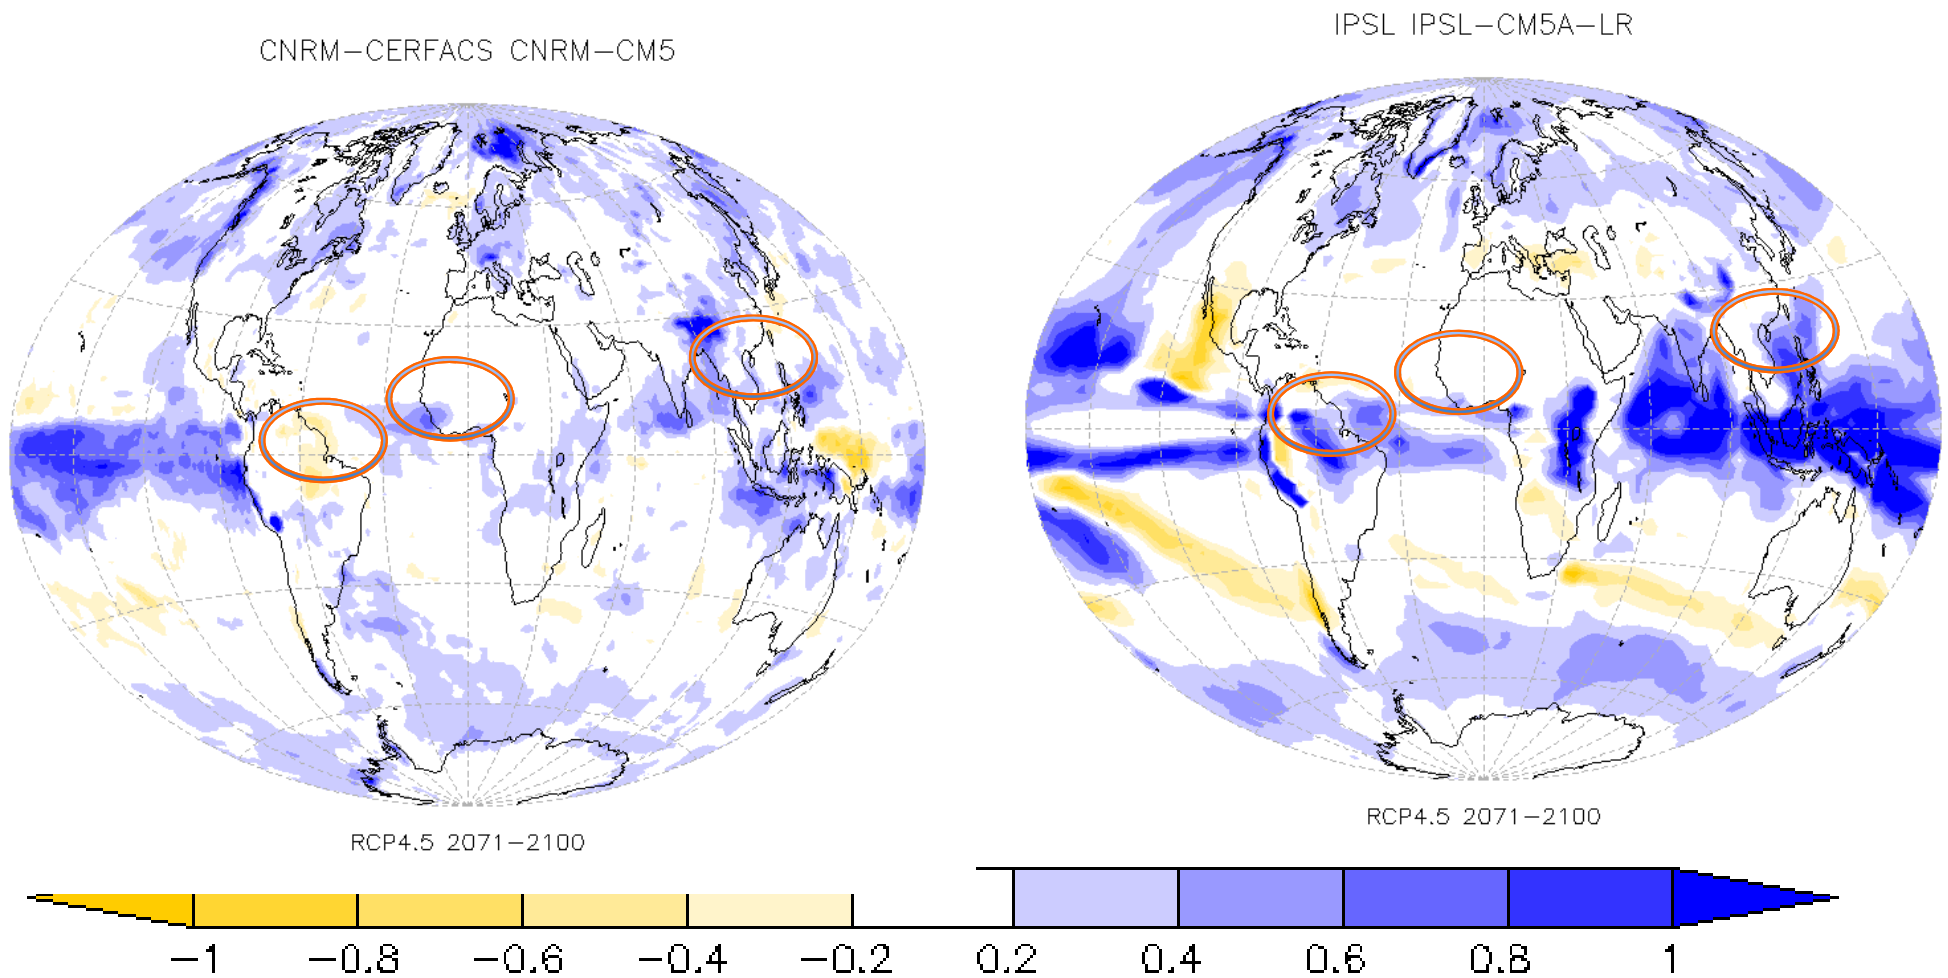 CNRM-CERFACS CNRM-CM5
IPSL IPSL-CM5A-LR
RCP4.5 2071-2100
RCP4.5 2071-2100
-1 -0.8 -0.6 -0.4 -0.2 0.2 0.4 0.6 0.8 1